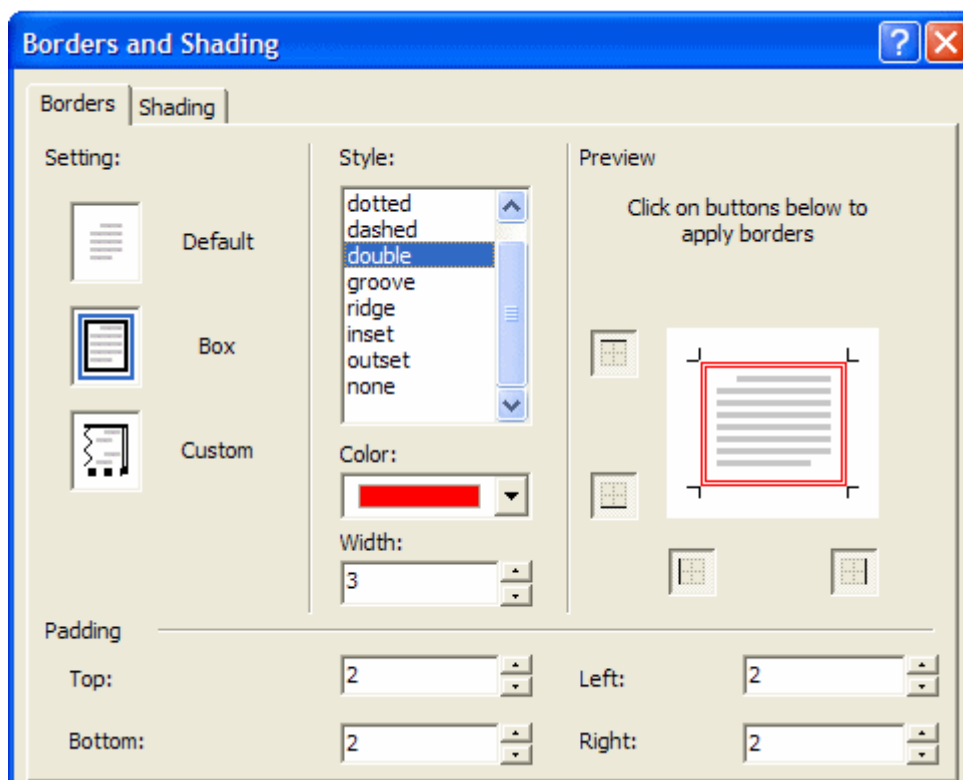 Borders and Shading
Borders
Shading
Setting:
Default
Box
Custom
Style:
dotted
dashed
double
groove
ridge
inset
outset
none
Color:
Width:
3
Preview
Click on buttons below to
apply borders
Padding
Top:
2
Left:
2
Bottom:
2
Right:
2